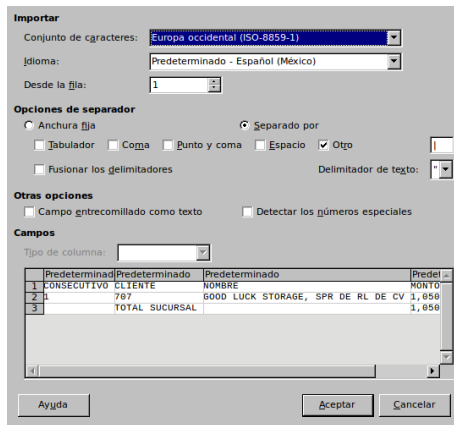 Importar
Conjunto de caracteres: Europa occidental (ISO-8859-1)
Idioma: Predeterminado - Español (México)
Desde la fila: 1
Opciones de separador
Anchura fija Separado por
Tabulador Coma Punto y coma Espacio Otro |
Fusionar los delimitadores Delimitador de texto: "
Otras opciones
Campo entrecomillado como texto Detectar los números especiales
Campos
Tipo de columna:
Predeterminad Predeterminado Predeterminado Predet
1 CONSECUTIVO CLIENTE NOMBRE MONTO
2 1 707 GOOD LUCK STORAGE, SPR DE RL DE CV 1,050
3 TOTAL SUCURSAL 1,050
Ayuda Aceptar Cancelar